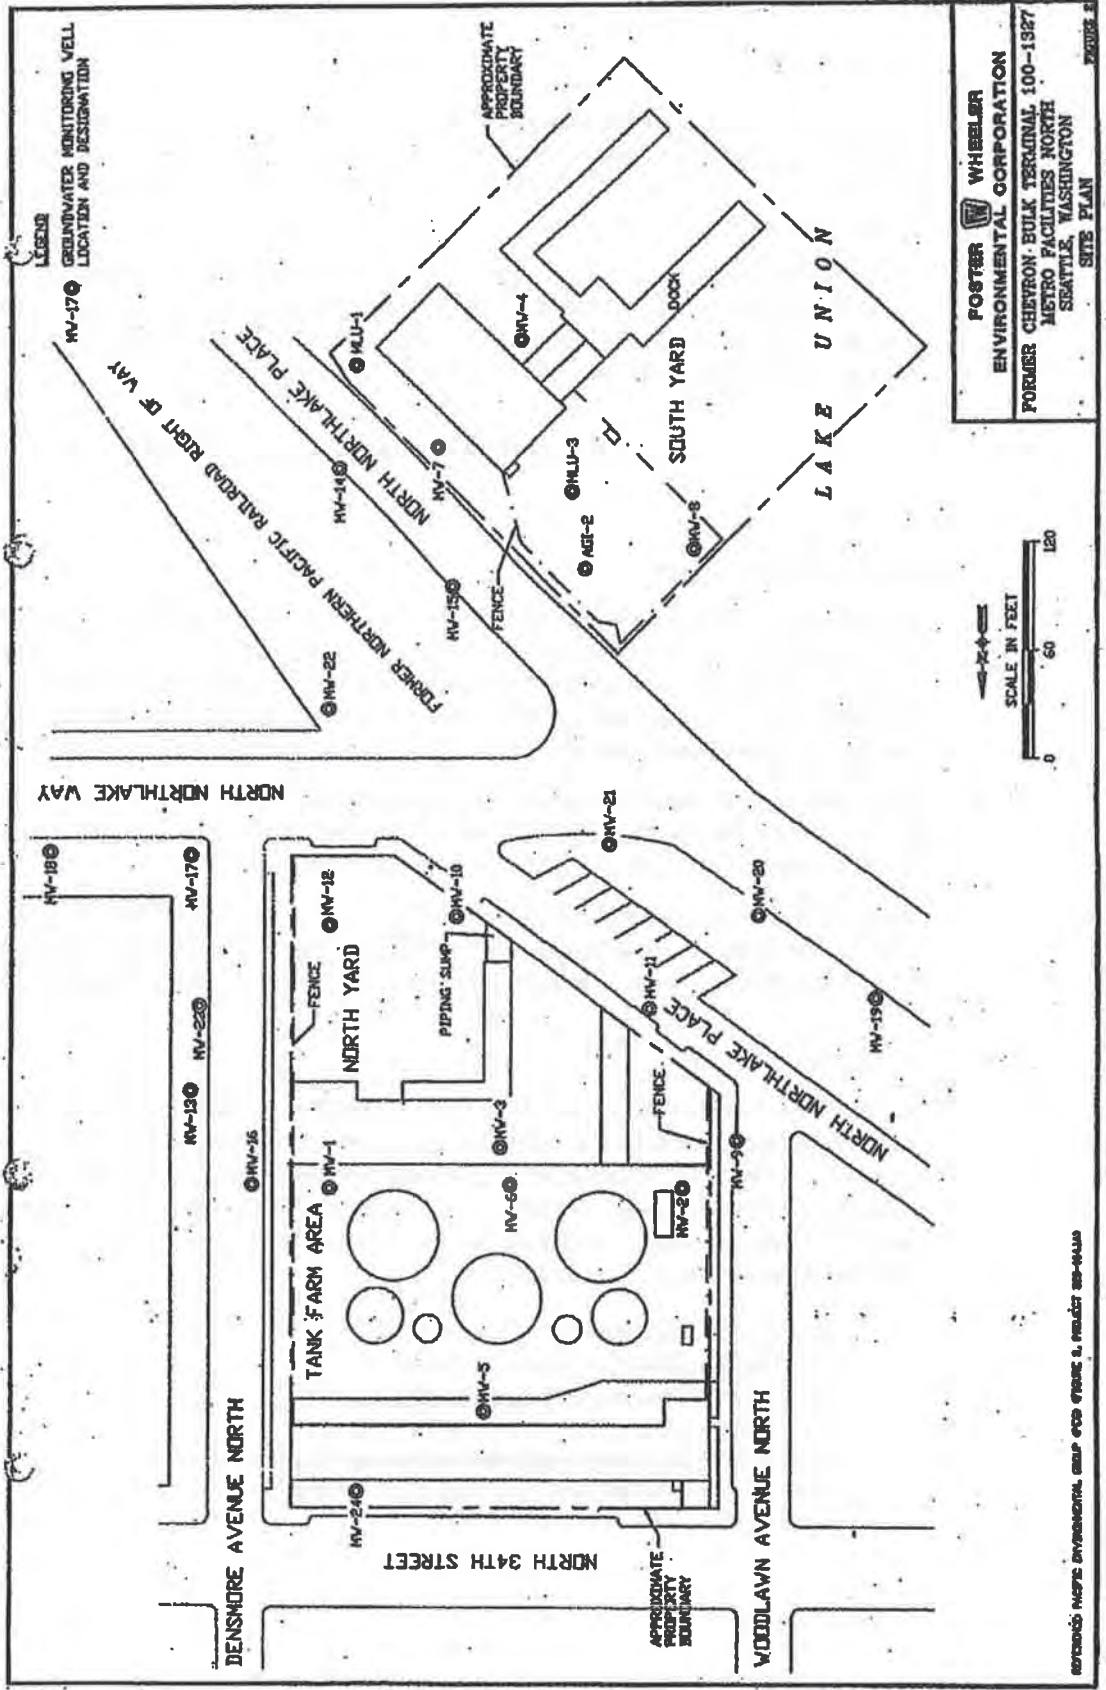 LEGEND
MW-17 GROUNDWATER MONITORING WELL
LOCATION AND DESIGNATION
APPROXIMATE
PROPERTY
BOUNDARY
FORMER NORTHERN PACIFIC RAILROAD RIGHT OF WAY
NORTH NORTHLAKE PLACE
NORTH NORTHLAKE WAY
MLU-1
MW-4
MW-7
MW-14
MW-15
MW-22
FENCE
MLU-3
AGI-2
MW-8
SOUTH YARD
DOCK
LAKE UNION
MW-18
MW-17
MW-23
MW-13
MW-16
MW-12
MW-10
MW-21
MW-20
MW-19
MW-11
FENCE
NORTH YARD
PIPING SUMP
MW-3
MW-1
MW-6
MW-2
MW-9
FENCE
NORTH NORTHLAKE PLACE
TANK FARM AREA
MW-5
MW-24
DENSMORE AVENUE NORTH
NORTH 34TH STREET
WOODLAWN AVENUE NORTH
APPROXIMATE
PROPERTY
BOUNDARY
SCALE IN FEET
0 60 120
FOSTER WHEELER
ENVIRONMENTAL CORPORATION
FORMER CHEVRON BULK TERMINAL 100-1327
METRO FACILITIES NORTH
SEATTLE, WASHINGTON
SITE PLAN
FIGURE 2
PACIFIC ENVIRONMENTAL GROUP